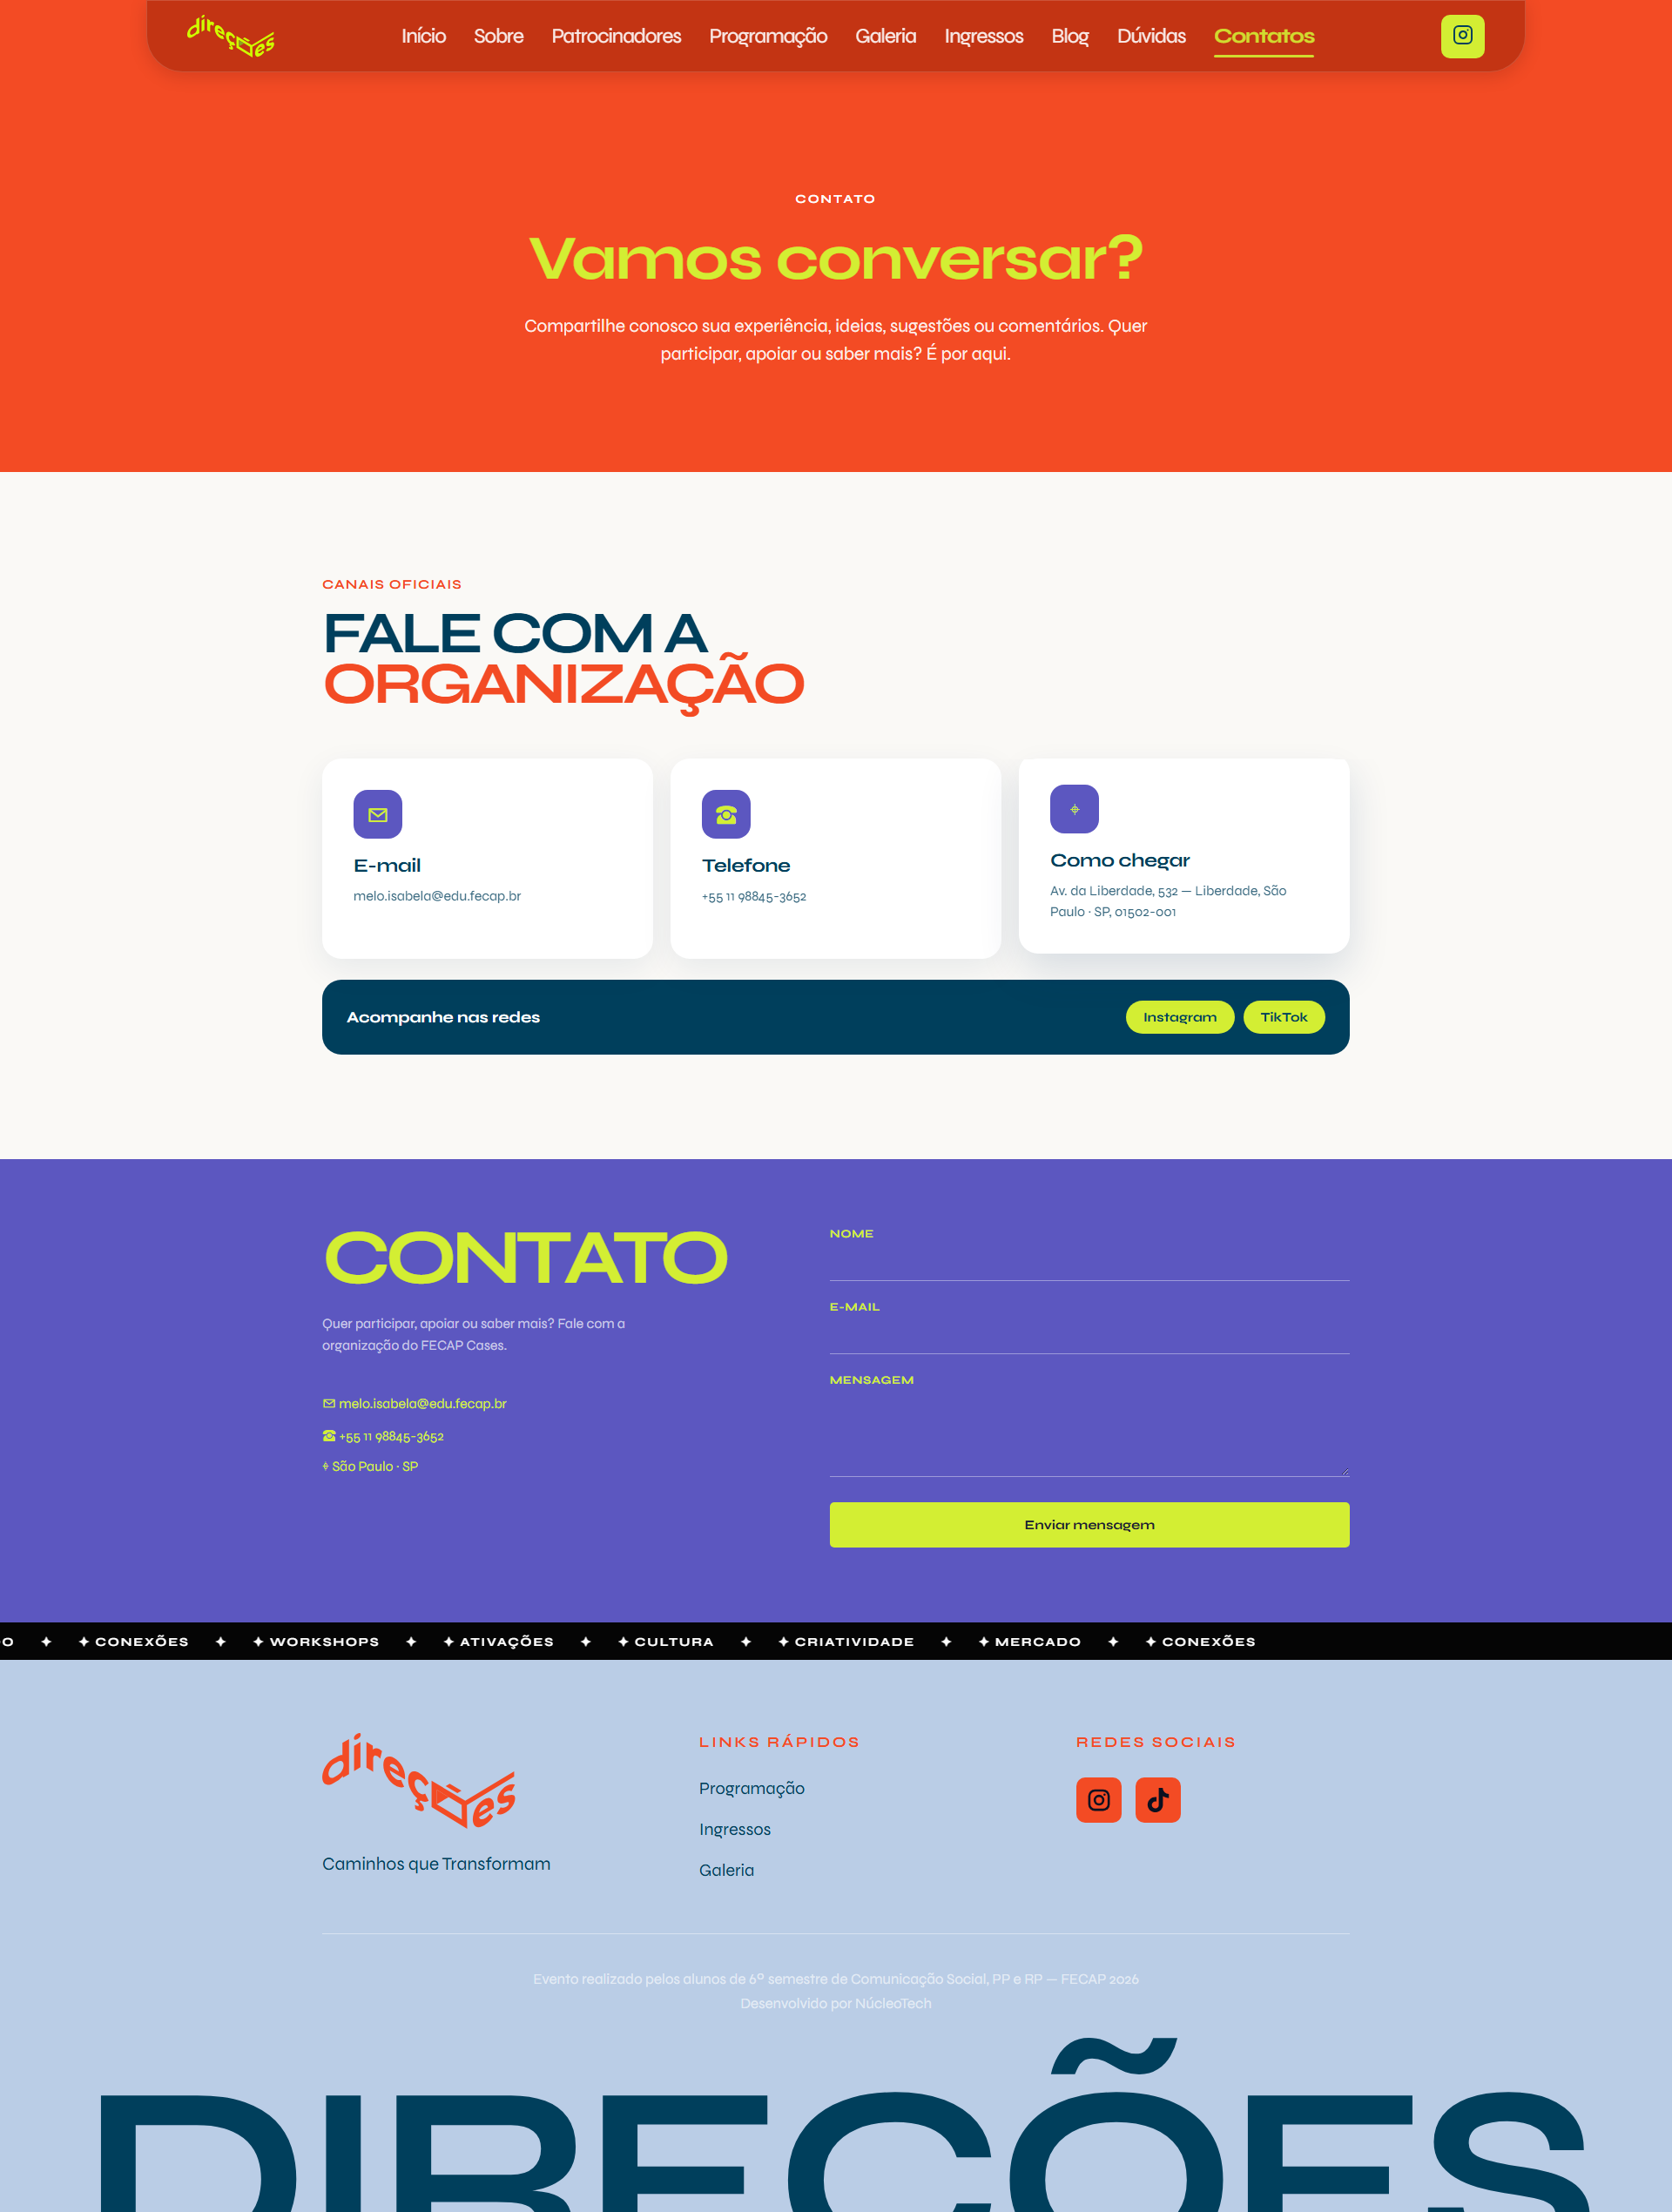 direções
Início Sobre Patrocinadores Programação Galeria Ingressos Blog Dúvidas Contatos
CONTATO
Vamos conversar?
Compartilhe conosco sua experiência, ideias, sugestões ou comentários. Quer
participar, apoiar ou saber mais? É por aqui.
CANAIS OFICIAIS
FALE COM A
ORGANIZAÇÃO
E-mail
melo.isabela@edu.fecap.br
Telefone
+55 11 98845-3652
Como chegar
Av. da Liberdade, 532 — Liberdade, São
Paulo · SP, 01502-001
Acompanhe nas redes
Instagram
TikTok
CONTATO
Quer participar, apoiar ou saber mais? Fale com a
organização do FECAP Cases.
melo.isabela@edu.fecap.br
+55 11 98845-3652
São Paulo · SP
NOME
E-MAIL
MENSAGEM
Enviar mensagem
O ✦ ✦ CONEXÕES ✦ ✦ WORKSHOPS ✦ ✦ ATIVAÇÕES ✦ ✦ CULTURA ✦ ✦ CRIATIVIDADE ✦ ✦ MERCADO ✦ ✦ CONEXÕES
direções
Caminhos que Transformam
LINKS RÁPIDOS
Programação
Ingressos
Galeria
REDES SOCIAIS
Evento realizado pelos alunos de 6º semestre de Comunicação Social, PP e RP — FECAP 2026
Desenvolvido por NúcleoTech
DIREÇÕES